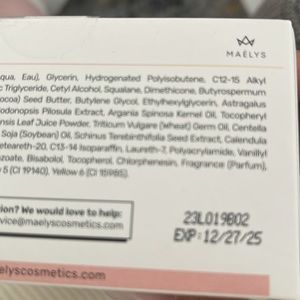 MAËLYS
qua, Eau), Glycerin, Hydrogenated Polyisobutene, C12-15 Alkyl
c Triglyceride, Cetyl Alcohol, Squalane, Dimethicone, Butyrospermum
ocoa) Seed Butter, Butylene Glycol, Ethylhexylglycerin, Astragalus
odonopsis Pilosula Extract, Argania Spinosa Kernel Oil, Tocopheryl
nsis Leaf Juice Powder, Triticum Vulgare (Wheat) Germ Oil, Centella
Soja (Soybean) Oil, Schinus Terebinthifolia Seed Extract, Calendula
eteareth-20, C13-14 Isoparaffin, Laureth-7, Polyacrylamide, Vanillyl
zoate, Bisabolol, Tocopherol, Chlorphenesin, Fragrance (Parfum),
5 (CI 19140), Yellow 6 (CI 15985).
tion? We would love to help:
vice@maelyscosmetics.com
23L019B02
EXP: 12/27/25
aelyscosmetics.com